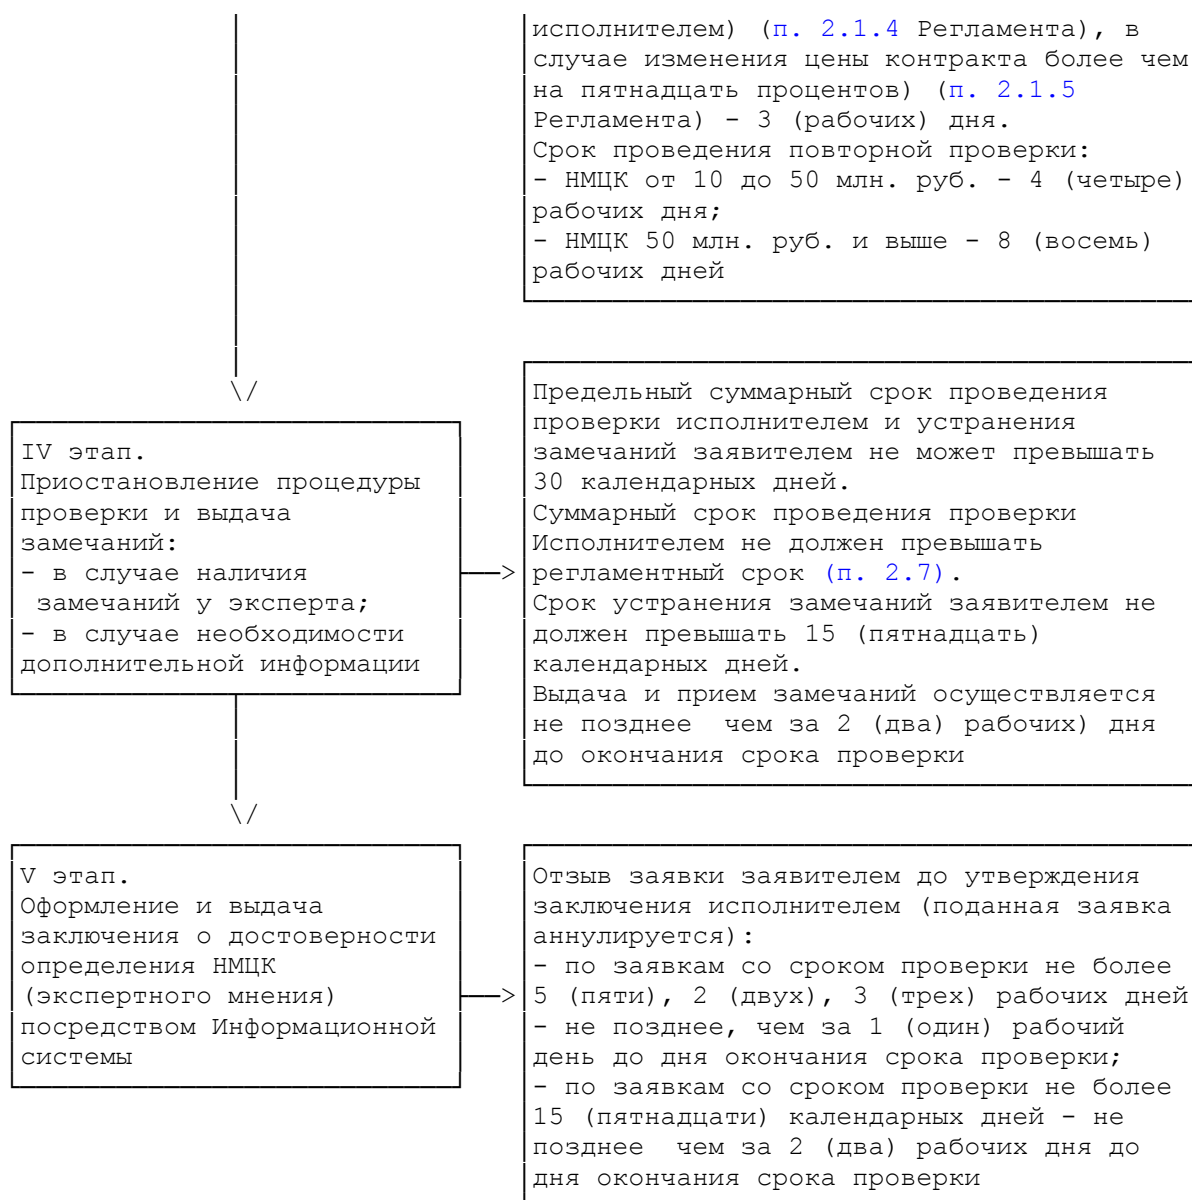 исполнителем) (п. 2.1.4 Регламента), в
случае изменения цены контракта более чем
на пятнадцать процентов) (п. 2.1.5
Регламента) - 3 (рабочих) дня.
Срок проведения повторной проверки:
- НМЦК от 10 до 50 млн. руб. - 4 (четыре)
рабочих дня;
- НМЦК 50 млн. руб. и выше - 8 (восемь)
рабочих дней
\/
IV этап.
Приостановление процедуры
проверки и выдача
замечаний:
- в случае наличия
замечаний у эксперта;
- в случае необходимости
дополнительной информации
Предельный суммарный срок проведения
проверки исполнителем и устранения
замечаний заявителем не может превышать
30 календарных дней.
Суммарный срок проведения проверки
Исполнителем не должен превышать
регламентный срок (п. 2.7).
Срок устранения замечаний заявителем не
должен превышать 15 (пятнадцать)
календарных дней.
Выдача и прием замечаний осуществляется
не позднее  чем за 2 (два) рабочих) дня
до окончания срока проверки
\/
V этап.
Оформление и выдача
заключения о достоверности
определения НМЦК
(экспертного мнения)
посредством Информационной
системы
Отзыв заявки заявителем до утверждения
заключения исполнителем (поданная заявка
аннулируется):
- по заявкам со сроком проверки не более
5 (пяти), 2 (двух), 3 (трех) рабочих дней
- не позднее, чем за 1 (один) рабочий
день до дня окончания срока проверки;
- по заявкам со сроком проверки не более
15 (пятнадцати) календарных дней - не
позднее  чем за 2 (два) рабочих дня до
дня окончания срока проверки